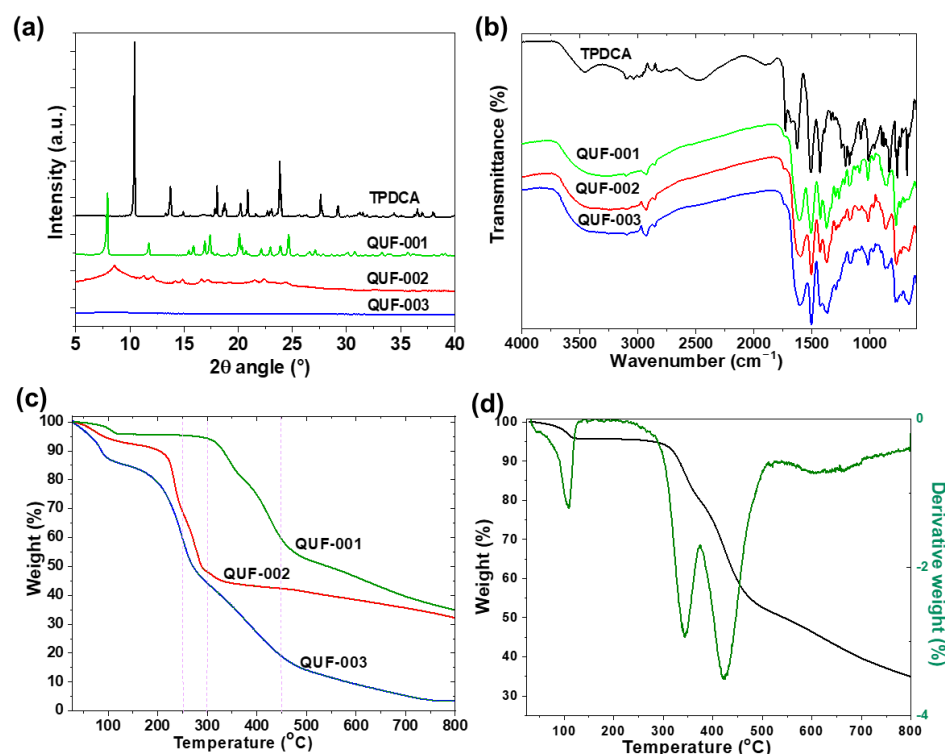 (a)
Intensity (a.u.)
TPDCA
QUF-001
QUF-002
QUF-003
5 10 15 20 25 30 35 40
2θ angle (°)
(b)
Transmittance (%)
TPDCA
QUF-001
QUF-002
QUF-003
4000 3500 3000 2500 2000 1500 1000
Wavenumber (cm⁻¹)
(c)
100
90
80
70
60
50
40
30
20
10
0
Weight (%)
QUF-001
QUF-002
QUF-003
100 200 300 400 500 600 700 800
Temperature (°C)
(d)
100
90
80
70
60
50
40
30
Weight (%)
0
-2
-4
Derivative weight (%)
100 200 300 400 500 600 700 800
Temperature (°C)